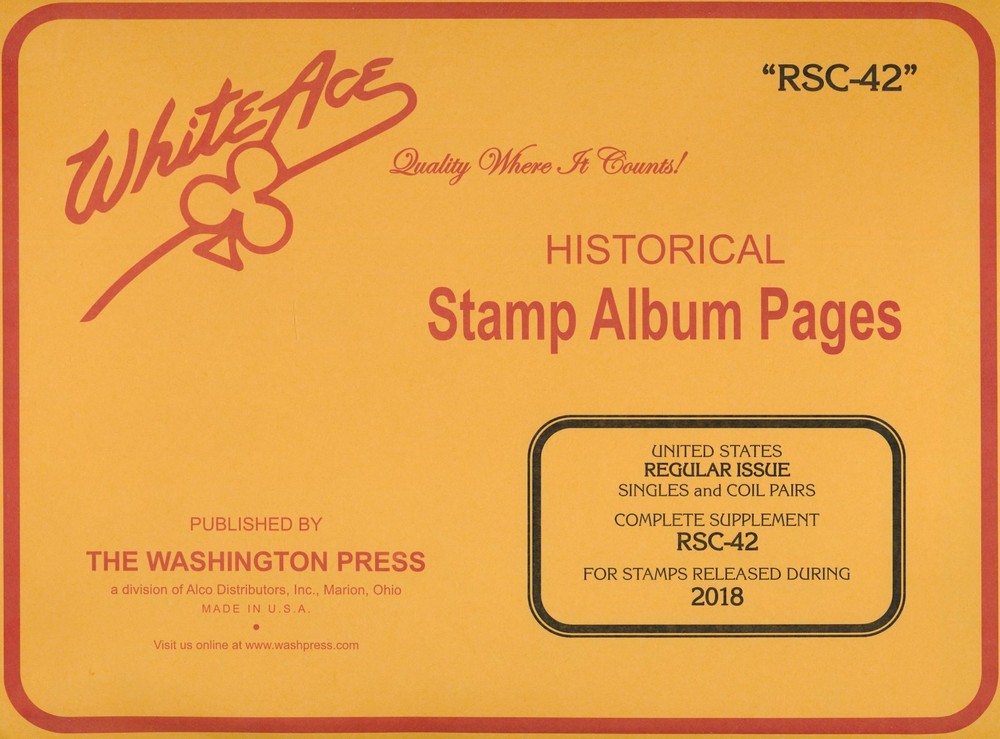 White Ace
"RSC-42"
Quality Where It Counts!
HISTORICAL
Stamp Album Pages
UNITED STATES
REGULAR ISSUE
SINGLES and COIL PAIRS
COMPLETE SUPPLEMENT
RSC-42
FOR STAMPS RELEASED DURING
2018
PUBLISHED BY
THE WASHINGTON PRESS
a division of Alco Distributors, Inc., Marion, Ohio
MADE IN U.S.A.
Visit us online at www.washpress.com